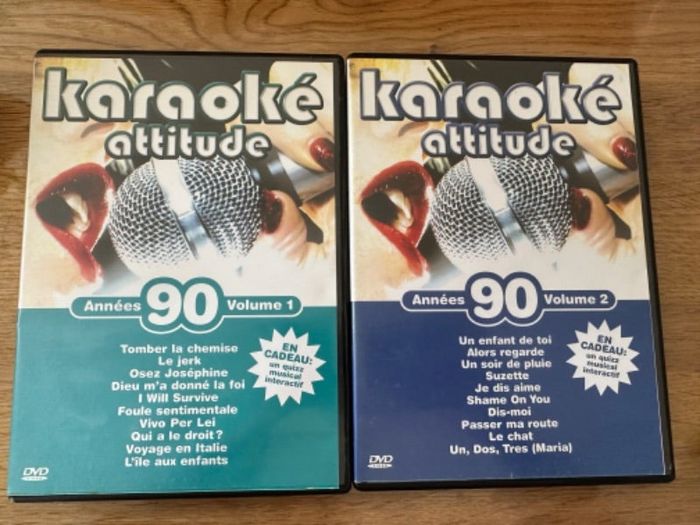 karaoké
attitude
Années 90 Volume 1
Tomber la chemise
Le jerk
Osez Joséphine
Dieu m'a donné la foi
I Will Survive
Foule sentimentale
Vivo Per Lei
Qui a le droit?
Voyage en Italie
L'île aux enfants
EN
CADEAU:
un quizz
musical
interactif
DVD
VIDEO
karaoké
attitude
Années 90 Volume 2
Un enfant de toi
Alors regarde
Un soir de pluie
Suzette
Je dis aime
Shame On You
Dis-moi
Passer ma route
Le chat
Un, Dos, Tres (Maria)
EN
CADEAU:
un quizz
musical
interactif
DVD
VIDEO